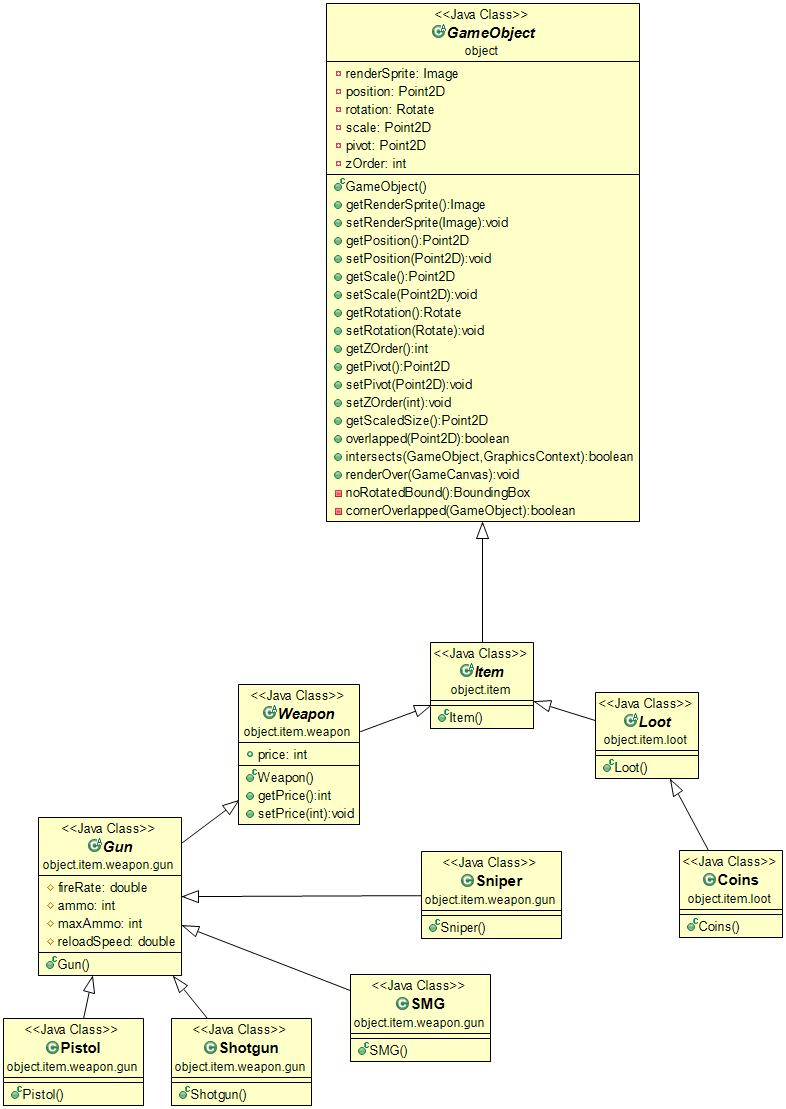 <<Java Class>>
GameObject
object
renderSprite: Image
position: Point2D
rotation: Rotate
scale: Point2D
pivot: Point2D
zOrder: int
GameObject()
getRenderSprite():Image
setRenderSprite(Image):void
getPosition():Point2D
setPosition(Point2D):void
getScale():Point2D
setScale(Point2D):void
getRotation():Rotate
setRotation(Rotate):void
getZOrder():int
getPivot():Point2D
setPivot(Point2D):void
setZOrder(int):void
getScaledSize():Point2D
overlapped(Point2D):boolean
intersects(GameObject,GraphicsContext):boolean
renderOver(GameCanvas):void
noRotatedBound():BoundingBox
cornerOverlapped(GameObject):boolean
<<Java Class>>
Item
object.item
Item()
<<Java Class>>
Weapon
object.item.weapon
price: int
Weapon()
getPrice():int
setPrice(int):void
<<Java Class>>
Loot
object.item.loot
Loot()
<<Java Class>>
Gun
object.item.weapon.gun
fireRate: double
ammo: int
maxAmmo: int
reloadSpeed: double
Gun()
<<Java Class>>
Sniper
object.item.weapon.gun
Sniper()
<<Java Class>>
Coins
object.item.loot
Coins()
<<Java Class>>
SMG
object.item.weapon.gun
SMG()
<<Java Class>>
Pistol
object.item.weapon.gun
Pistol()
<<Java Class>>
Shotgun
object.item.weapon.gun
Shotgun()